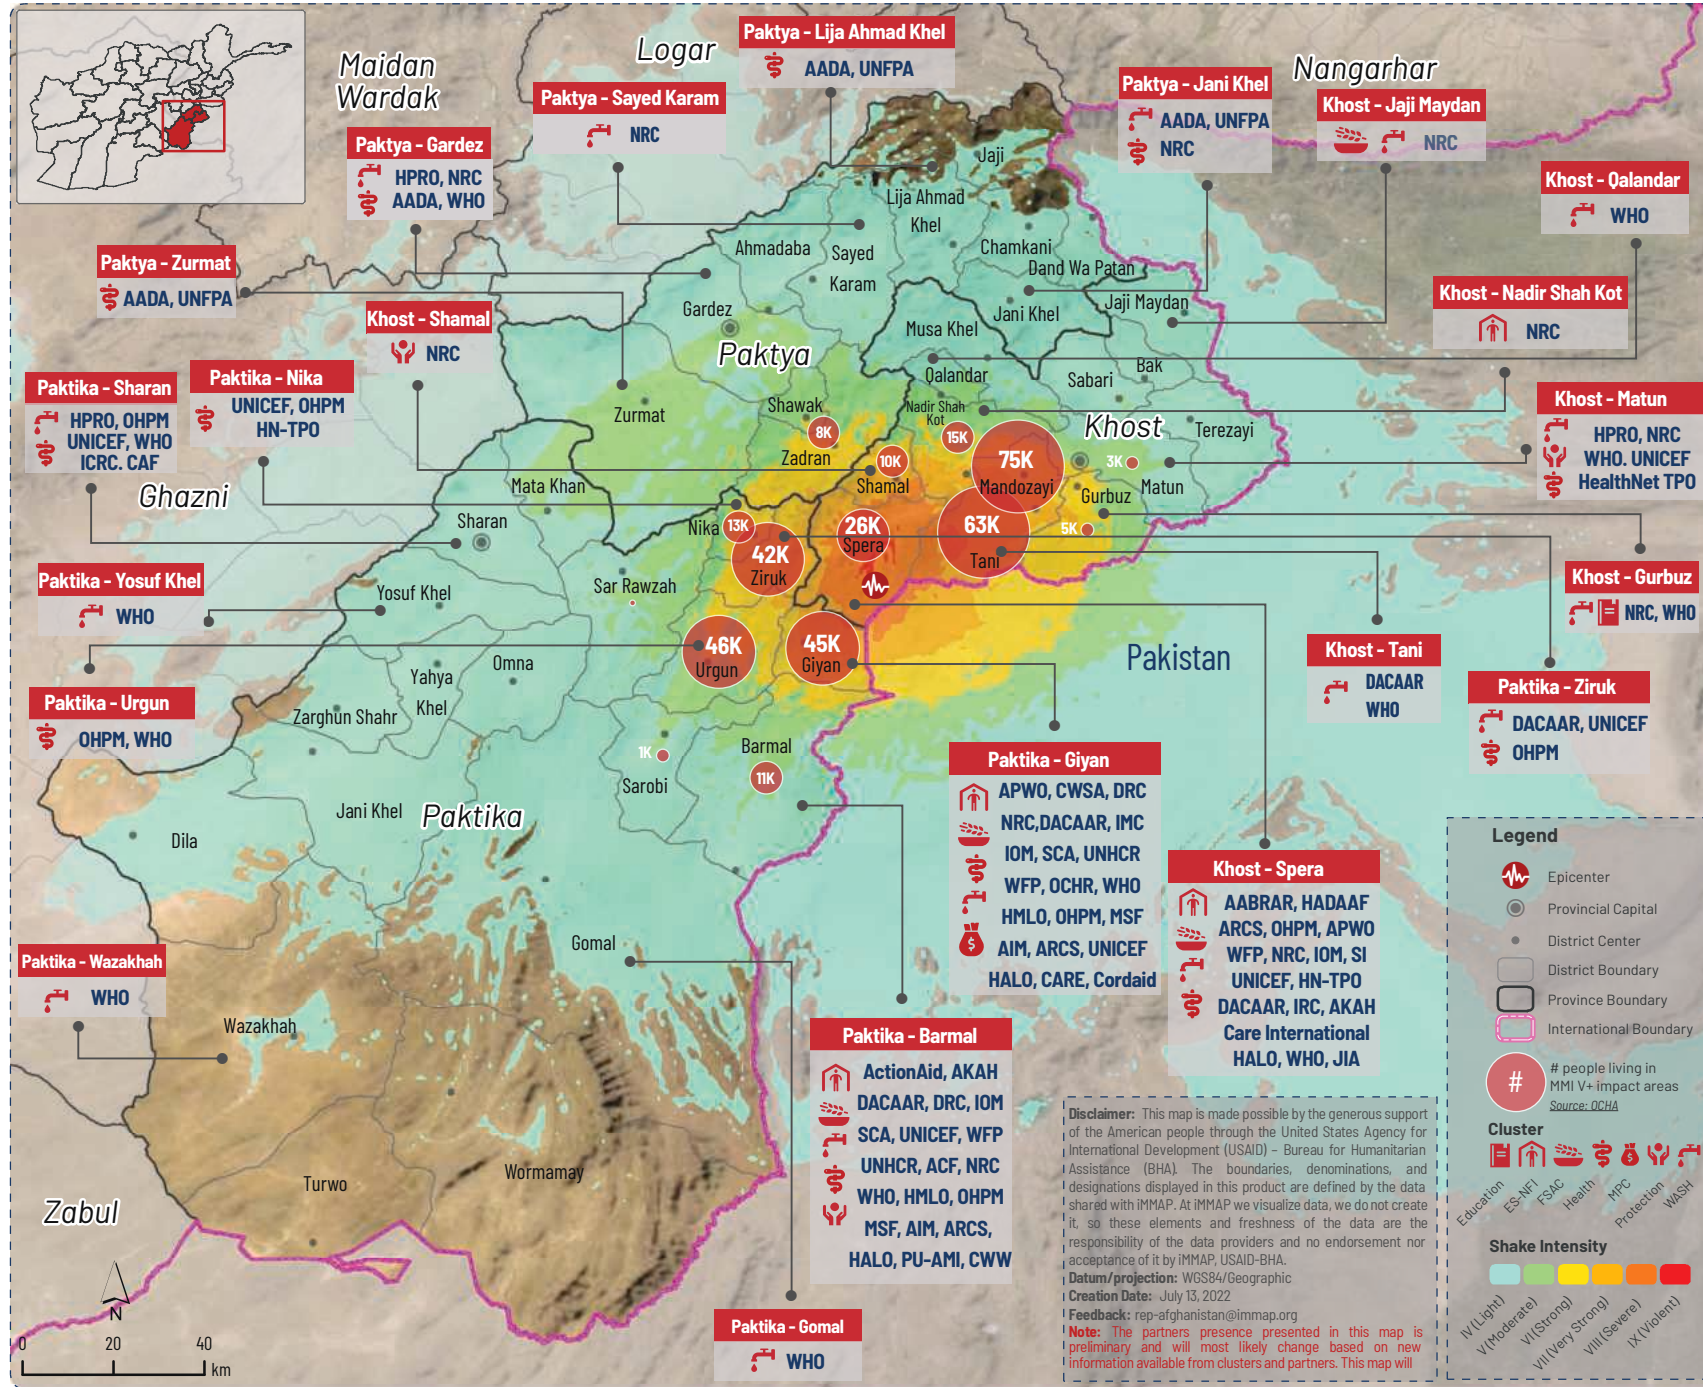 Maidan
Wardak
Logar
Nangarhar
Ghazni
Zabul
Paktya
Khost
Paktika
Pakistan
Paktya - Lija Ahmad Khel
AADA, UNFPA
Paktya - Sayed Karam
NRC
Paktya - Jani Khel
AADA, UNFPA
NRC
Khost - Jaji Maydan
NRC
Paktya - Gardez
HPRO, NRC
AADA, WHO
Khost - Qalandar
WHO
Paktya - Zurmat
AADA, UNFPA
Khost - Shamal
NRC
Khost - Nadir Shah Kot
NRC
Paktika - Sharan
HPRO, OHPM
UNICEF, WHO
ICRC. CAF
Paktika - Nika
UNICEF, OHPM
HN-TPO
Khost - Matun
HPRO, NRC
WHO. UNICEF
HealthNet TPO
Paktika - Yosuf Khel
WHO
Khost - Gurbuz
NRC, WHO
Khost - Tani
DACAAR
WHO
Paktika - Ziruk
DACAAR, UNICEF
OHPM
Paktika - Urgun
OHPM, WHO
Paktika - Giyan
APWO, CWSA, DRC
NRC,DACAAR, IMC
IOM, SCA, UNHCR
WFP, OCHR, WHO
HMLO, OHPM, MSF
AIM, ARCS, UNICEF
HALO, CARE, Cordaid
Khost - Spera
AABRAR, HADAAF
ARCS, OHPM, APWO
WFP, NRC, IOM, SI
UNICEF, HN-TPO
DACAAR, IRC, AKAH
Care International
HALO, WHO, JIA
Paktika - Wazakhah
WHO
Paktika - Barmal
ActionAid, AKAH
DACAAR, DRC, IOM
SCA, UNICEF, WFP
UNHCR, ACF, NRC
WHO, HMLO, OHPM
MSF, AIM, ARCS,
HALO, PU-AMI, CWW
Paktika - Gomal
WHO
Jaji
Lija Ahmad
Khel
Ahmadaba
Sayed
Karam
Chamkani
Dand Wa Patan
Gardez
Jani Khel
Jaji Maydan
Musa Khel
Bak
Qalandar
Sabari
Zurmat
Shawak
8K
Nadir Shah
Kot
15K
Terezayi
Zadran
10K
Shamal
75K
Mandozayi
3K
Matun
Gurbuz
Mata Khan
Sharan
Nika
13K
26K
Spera
63K
Tani
5K
42K
Ziruk
Sar Rawzah
Yosuf Khel
46K
Urgun
45K
Giyan
Omna
Yahya
Khel
Zarghun Shahr
1K
Sarobi
Barmal
11K
Jani Khel
Dila
Gomal
Wazakhah
Turwo
Wormamay
N
0 20 40
km
Disclaimer: This map is made possible by the generous support
of the American people through the United States Agency for
International Development (USAID) – Bureau for Humanitarian
Assistance (BHA). The boundaries, denominations, and
designations displayed in this product are defined by the data
shared with iMMAP. At iMMAP we visualize data, we do not create
it, so these elements and freshness of the data are the
responsibility of the data providers and no endorsement nor
acceptance of it by iMMAP, USAID-BHA.
Datum/projection: WGS84/Geographic
Creation Date: July 13, 2022
Feedback: rep-afghanistan@immap.org
Note: The partners presence presented in this map is
preliminary and will most likely change based on new
information available from clusters and partners. This map will
Legend
Epicenter
Provincial Capital
District Center
District Boundary
Province Boundary
International Boundary
#
# people living in
MMI V+ impact areas
Source: OCHA
Cluster
Education
ES-NFI
FSAC
Health
MPC
Protection
WASH
Shake Intensity
IV (Light)
V (Moderate)
VI (Strong)
VII (Very Strong)
VIII (Severe)
IX (Violent)